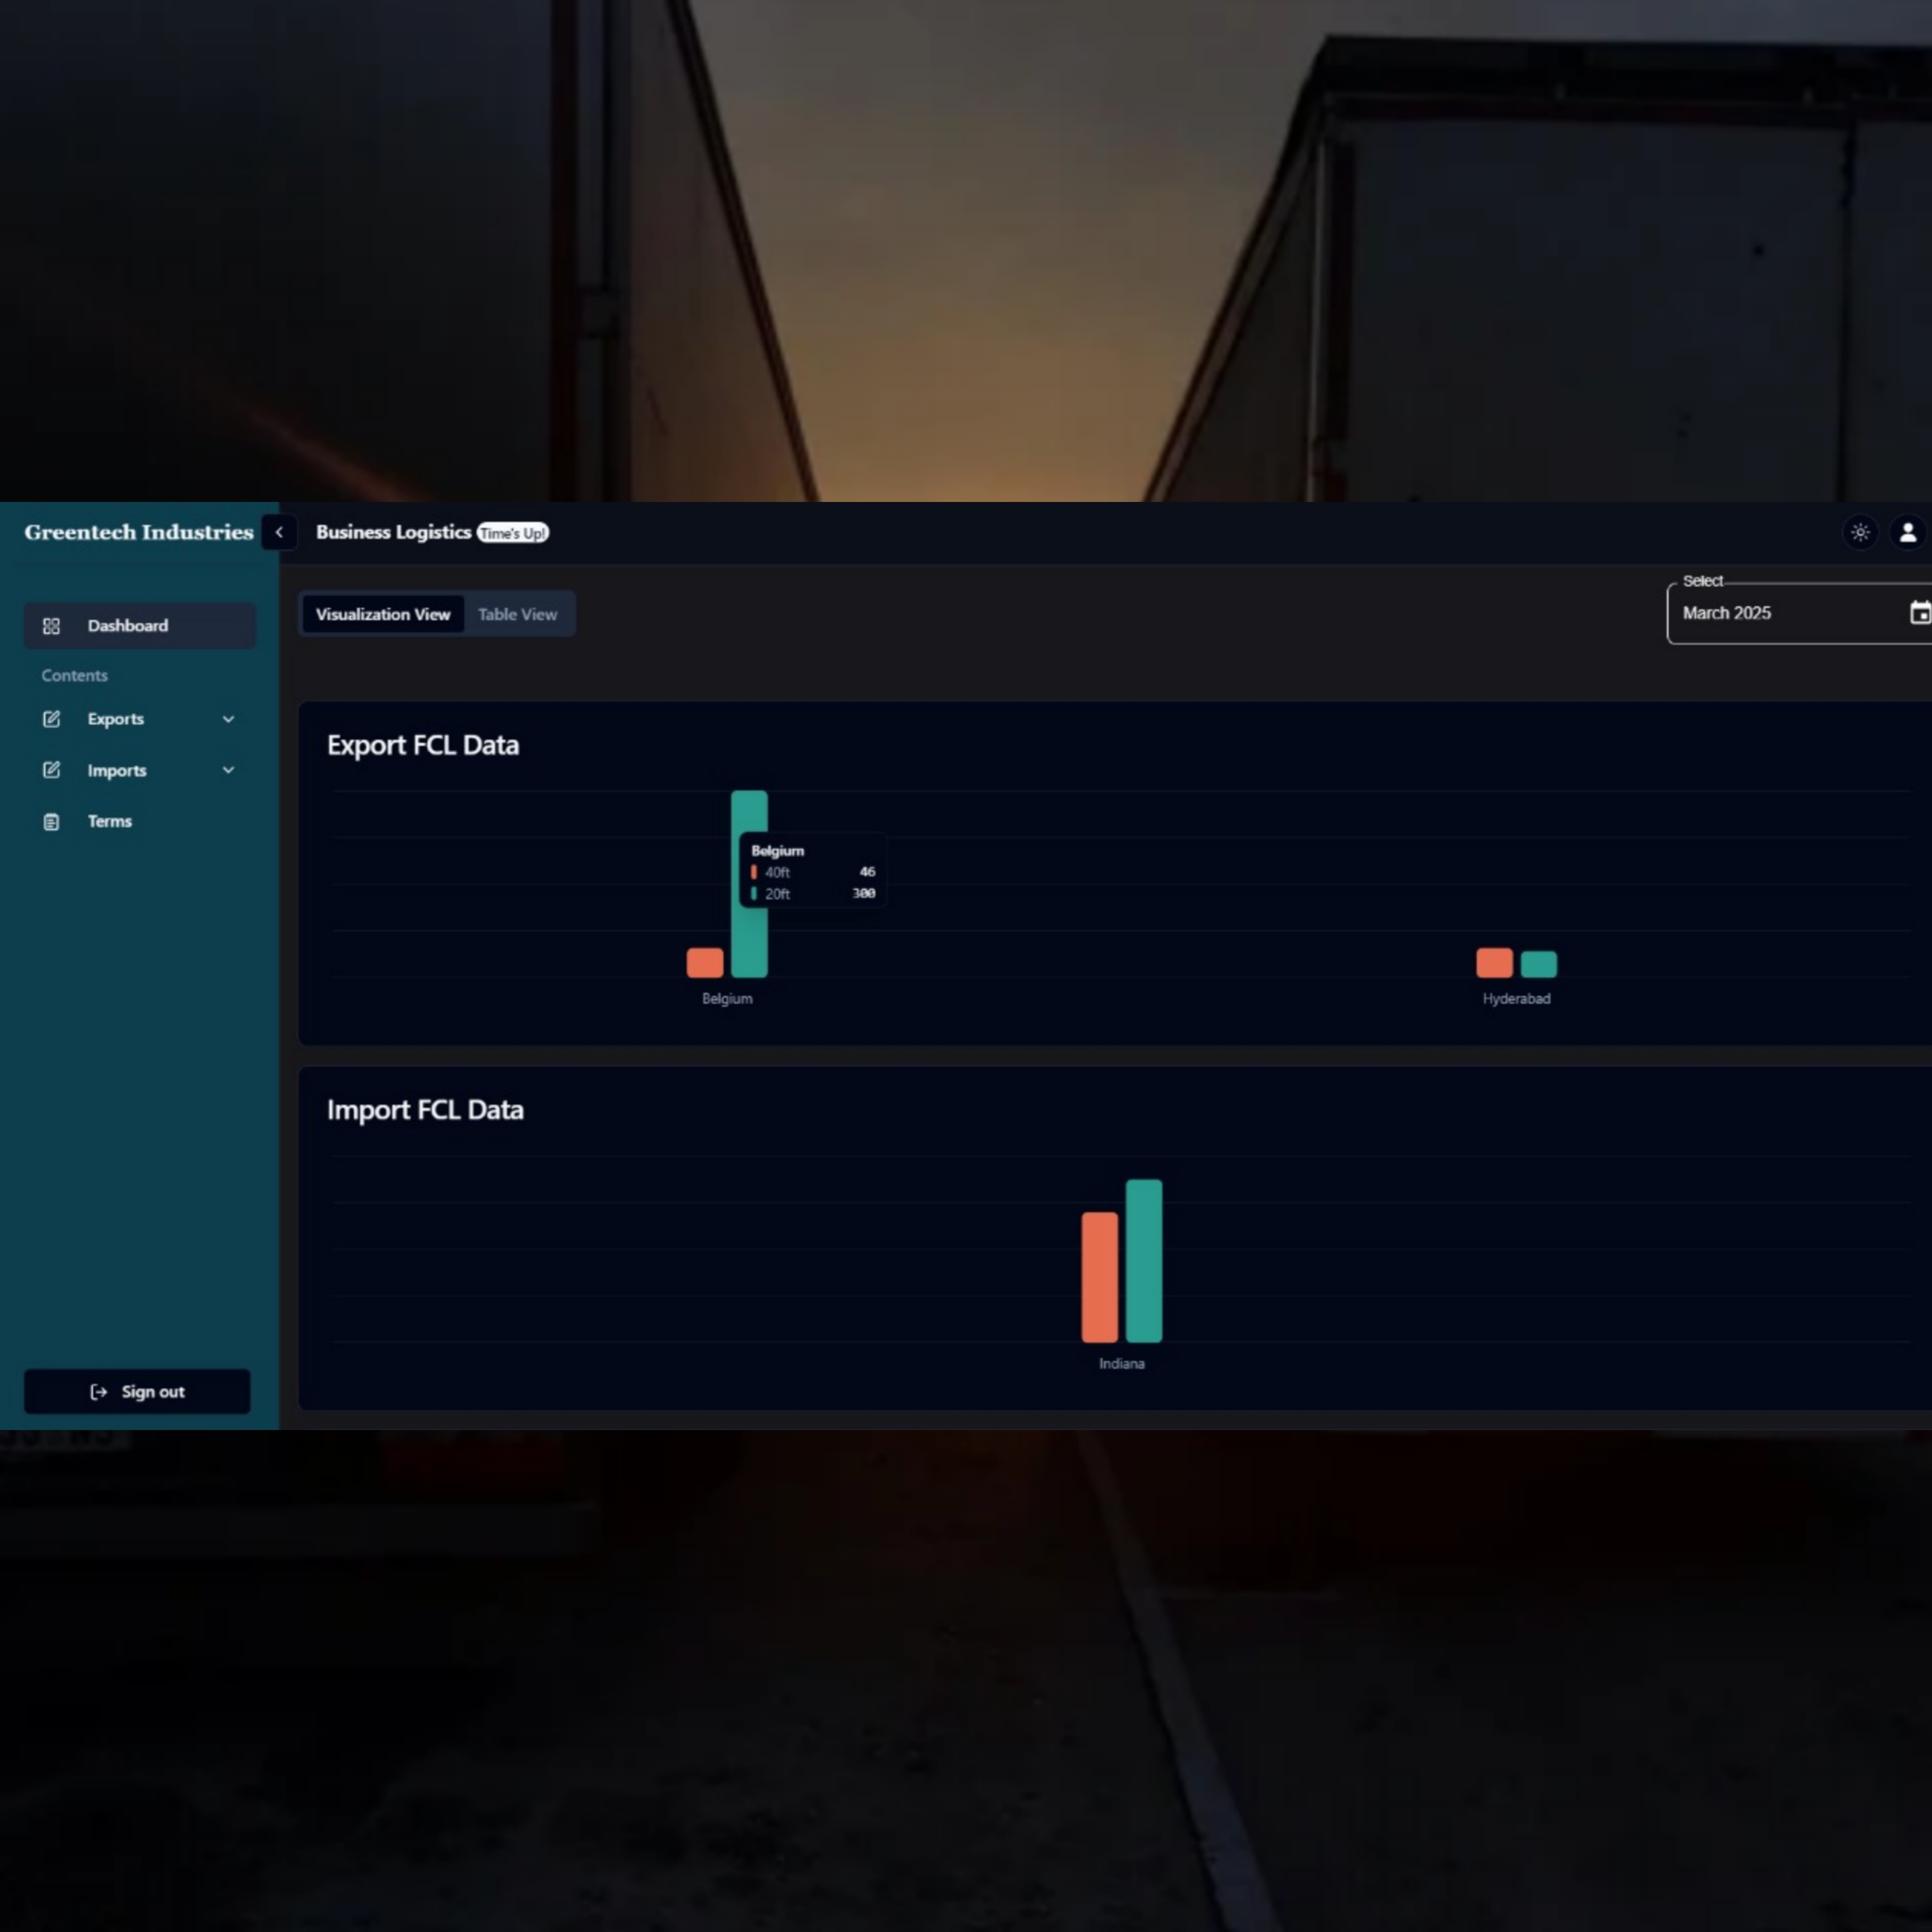 Greentech Industries
Business Logistics Time's Up!
Select
March 2025
Visualization View Table View
Dashboard
Contents
Exports
Imports
Terms
Sign out
Export FCL Data
Belgium
40ft 46
20ft 300
Belgium Hyderabad
Import FCL Data
Indiana